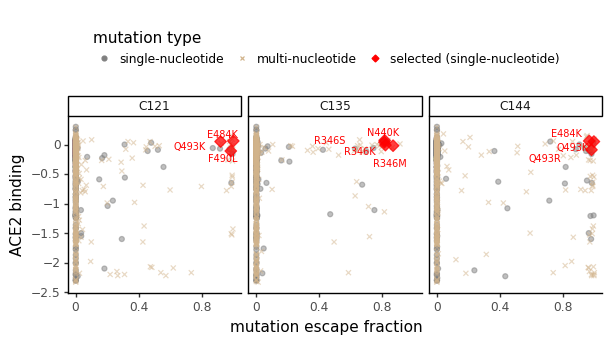 mutation type
single-nucleotide multi-nucleotide selected (single-nucleotide)
C121 C135 C144
E484K
Q493K
F490L
N440K
R346S
R346K
R346M
E484K
Q493K
Q493R
ACE2 binding
0
−0.5
−1
−1.5
−2
−2.5
0 0.4 0.8 0 0.4 0.8 0 0.4 0.8
mutation escape fraction